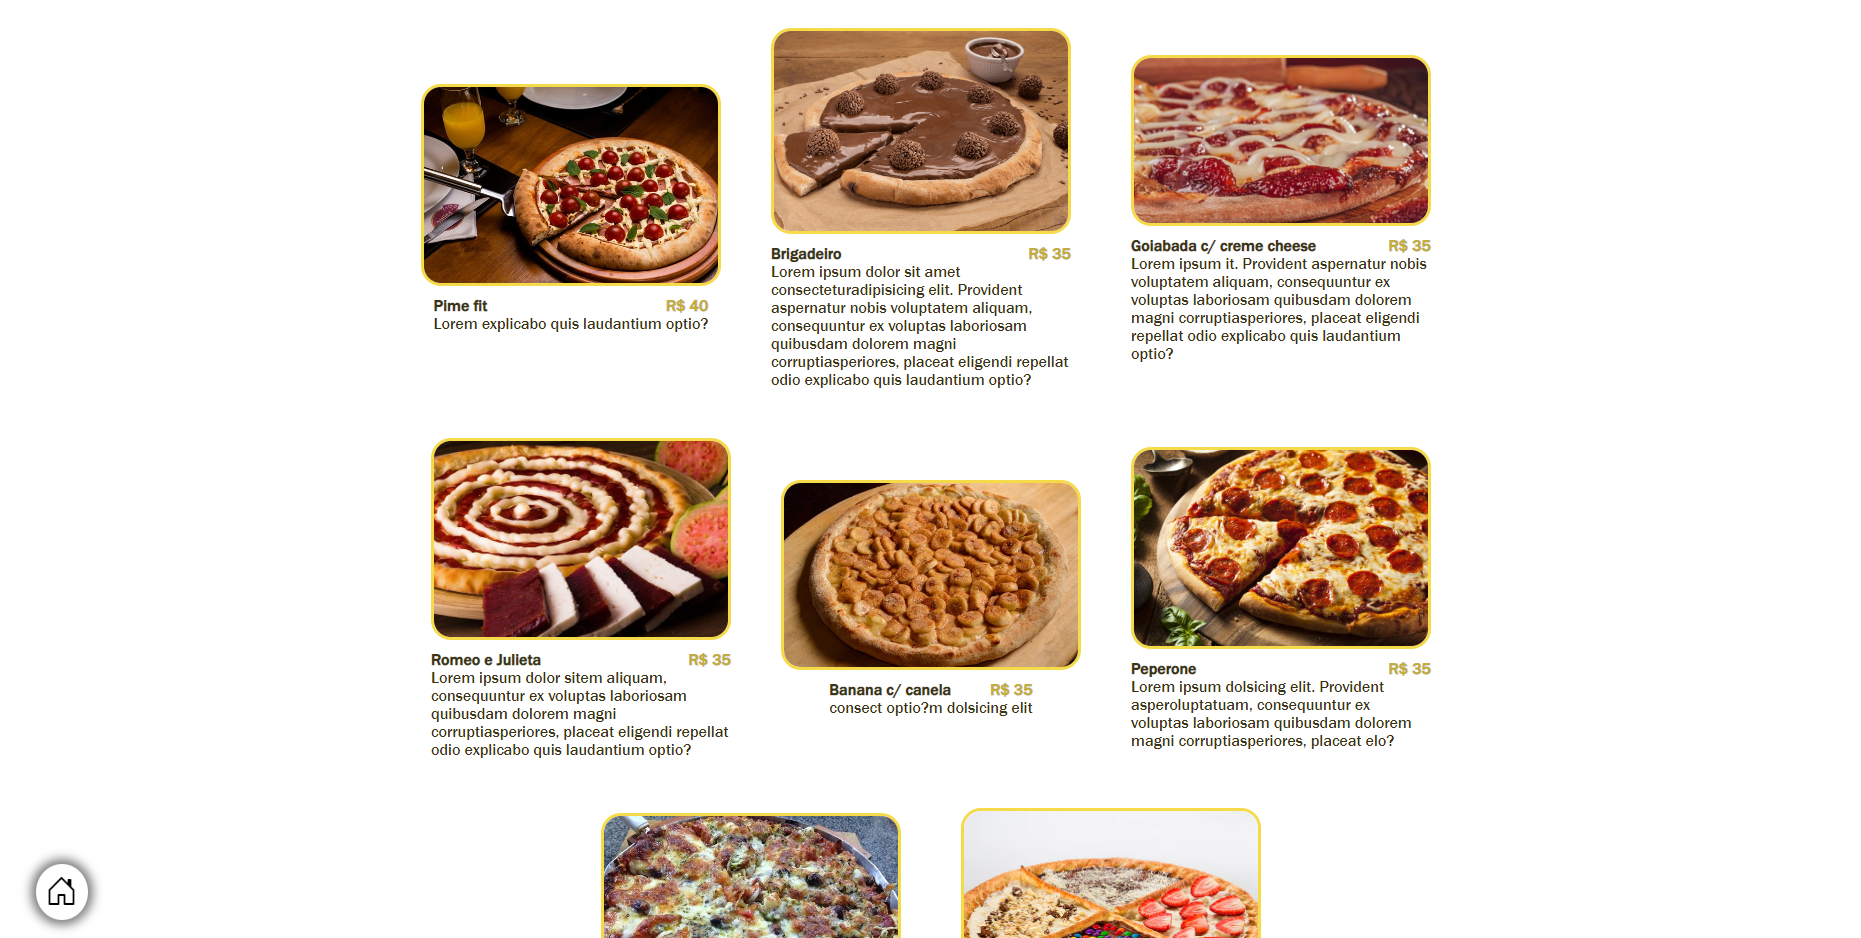 Pime fit R$ 40
Lorem explicabo quis laudantium optio?
Brigadeiro R$ 35
Lorem ipsum dolor sit amet
consecteturadipisicing elit. Provident
aspernatur nobis voluptatem aliquam,
consequuntur ex voluptas laboriosam
quibusdam dolorem magni
corruptiasperiores, placeat eligendi repellat
odio explicabo quis laudantium optio?
Goiabada c/ creme cheese R$ 35
Lorem ipsum it. Provident aspernatur nobis
voluptatem aliquam, consequuntur ex
voluptas laboriosam quibusdam dolorem
magni corruptiasperiores, placeat eligendi
repellat odio explicabo quis laudantium
optio?
Romeo e Julieta R$ 35
Lorem ipsum dolor sitem aliquam,
consequuntur ex voluptas laboriosam
quibusdam dolorem magni
corruptiasperiores, placeat eligendi repellat
odio explicabo quis laudantium optio?
Banana c/ canela R$ 35
consect optio?m dolsicing elit
Peperone R$ 35
Lorem ipsum dolsicing elit. Provident
asperoluptatuam, consequuntur ex
voluptas laboriosam quibusdam dolorem
magni corruptiasperiores, placeat elo?